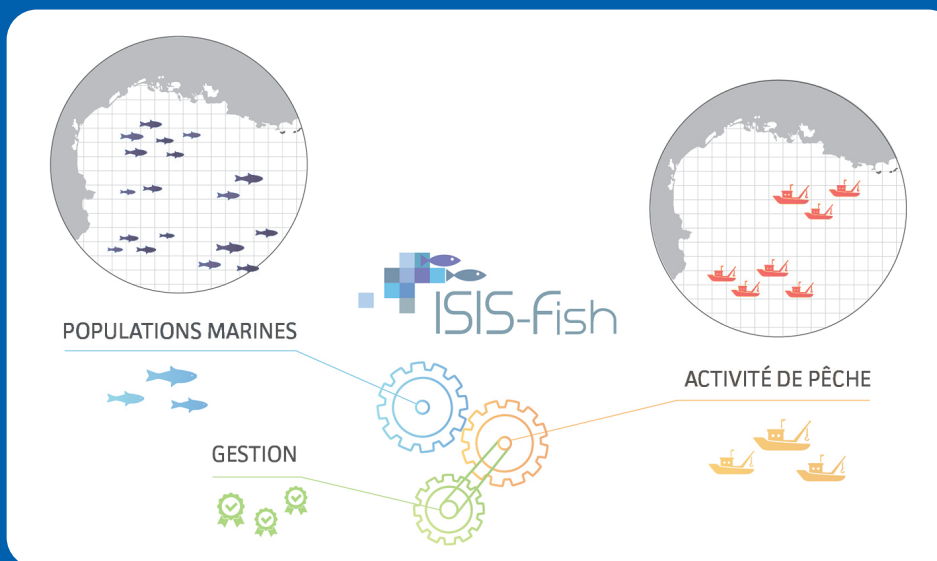 ISIS-Fish
POPULATIONS MARINES
ACTIVITÉ DE PÊCHE
GESTION